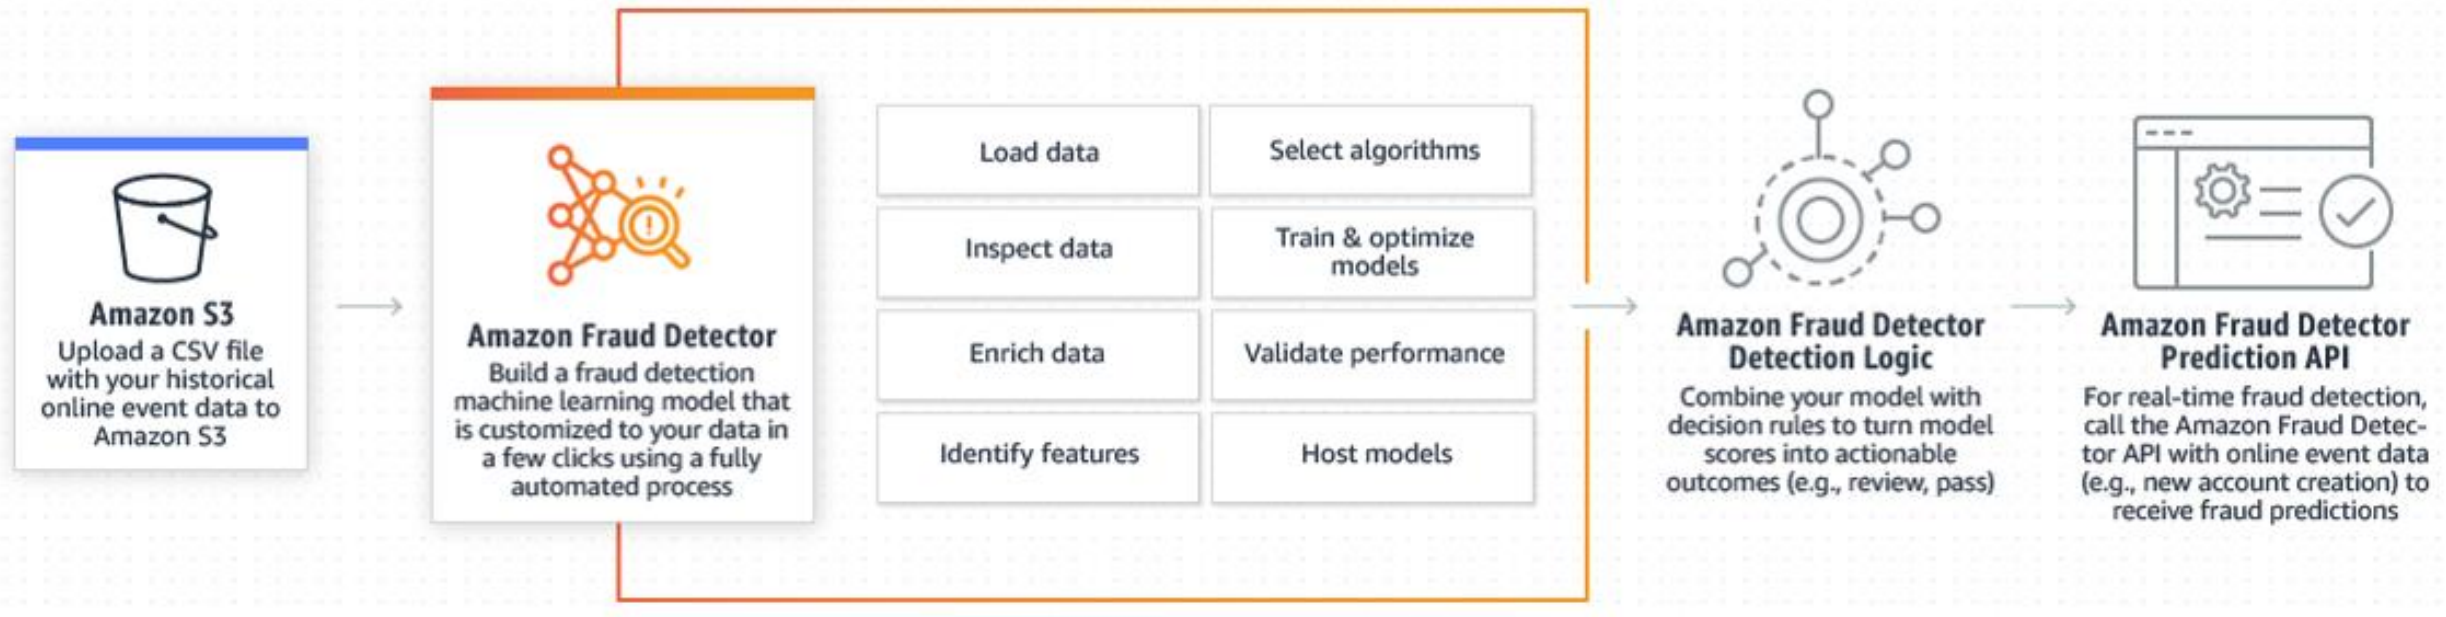 Amazon S3
Upload a CSV file
with your historical
online event data to
Amazon S3
Amazon Fraud Detector
Build a fraud detection
machine learning model that
is customized to your data in
a few clicks using a fully
automated process
Load data
Select algorithms
Inspect data
Train & optimize
models
Enrich data
Validate performance
Identify features
Host models
Amazon Fraud Detector
Detection Logic
Combine your model with
decision rules to turn model
scores into actionable
outcomes (e.g., review, pass)
Amazon Fraud Detector
Prediction API
For real-time fraud detection,
call the Amazon Fraud Detec-
tor API with online event data
(e.g., new account creation) to
receive fraud predictions